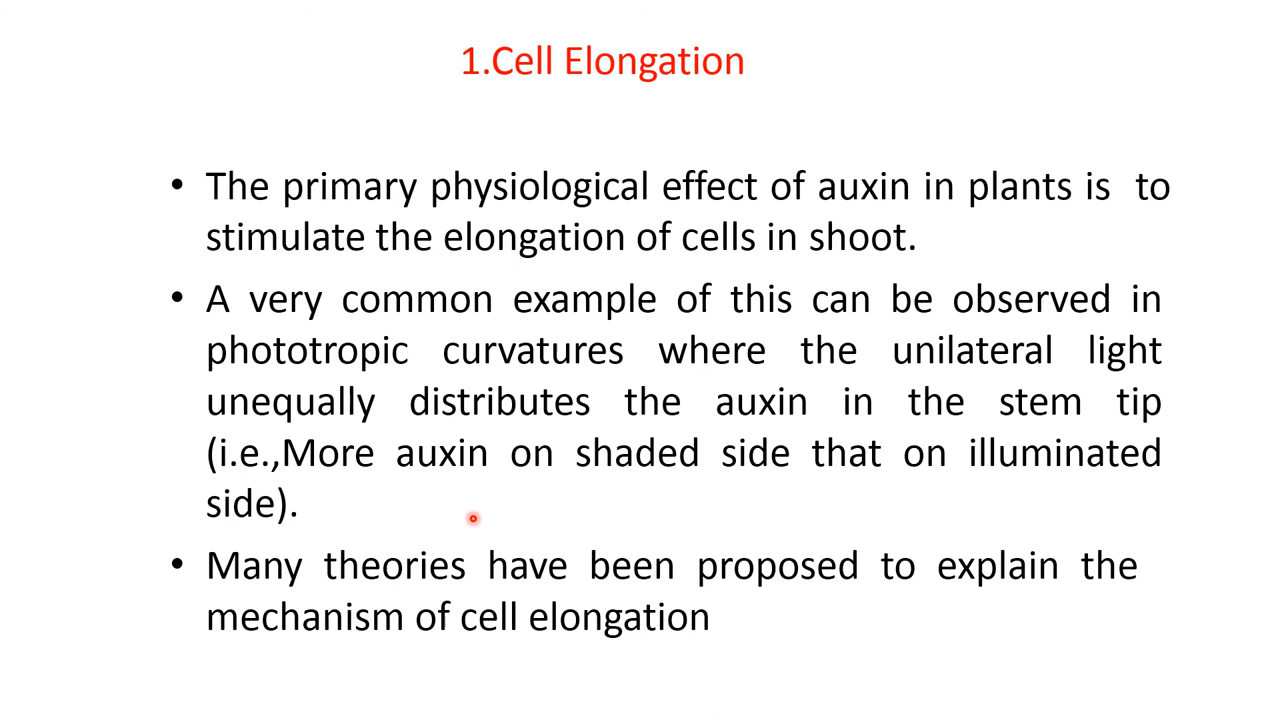 1.Cell Elongation
• The primary physiological effect of auxin in plants is to
stimulate the elongation of cells in shoot.
• A very common example of this can be observed in
phototropic curvatures where the unilateral light
unequally distributes the auxin in the stem tip
(i.e.,More auxin on shaded side that on illuminated
side).
• Many theories have been proposed to explain the
mechanism of cell elongation